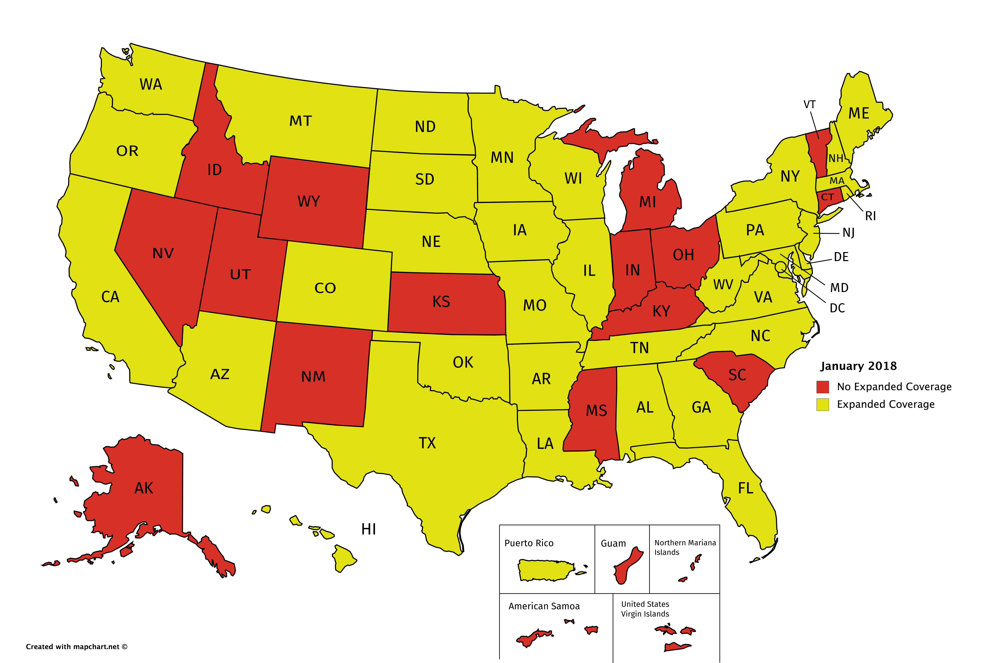 WA
VT
ME
MT
ND
OR
MN
NH
ID
SD
WI
NY
MA
WY
MI
CT
RI
IA
PA
NJ
NE
NV
OH
DE
UT
IN
IL
WV
CO
MD
CA
KS
MO
KY
VA
DC
NC
TN
OK
January 2018
AZ
NM
AR
SC
No Expanded Coverage
MS
AL
GA
Expanded Coverage
TX
LA
AK
FL
HI
Puerto Rico
Guam
Northern Mariana
Islands
American Samoa
United States
Virgin Islands
Created with mapchart.net ©